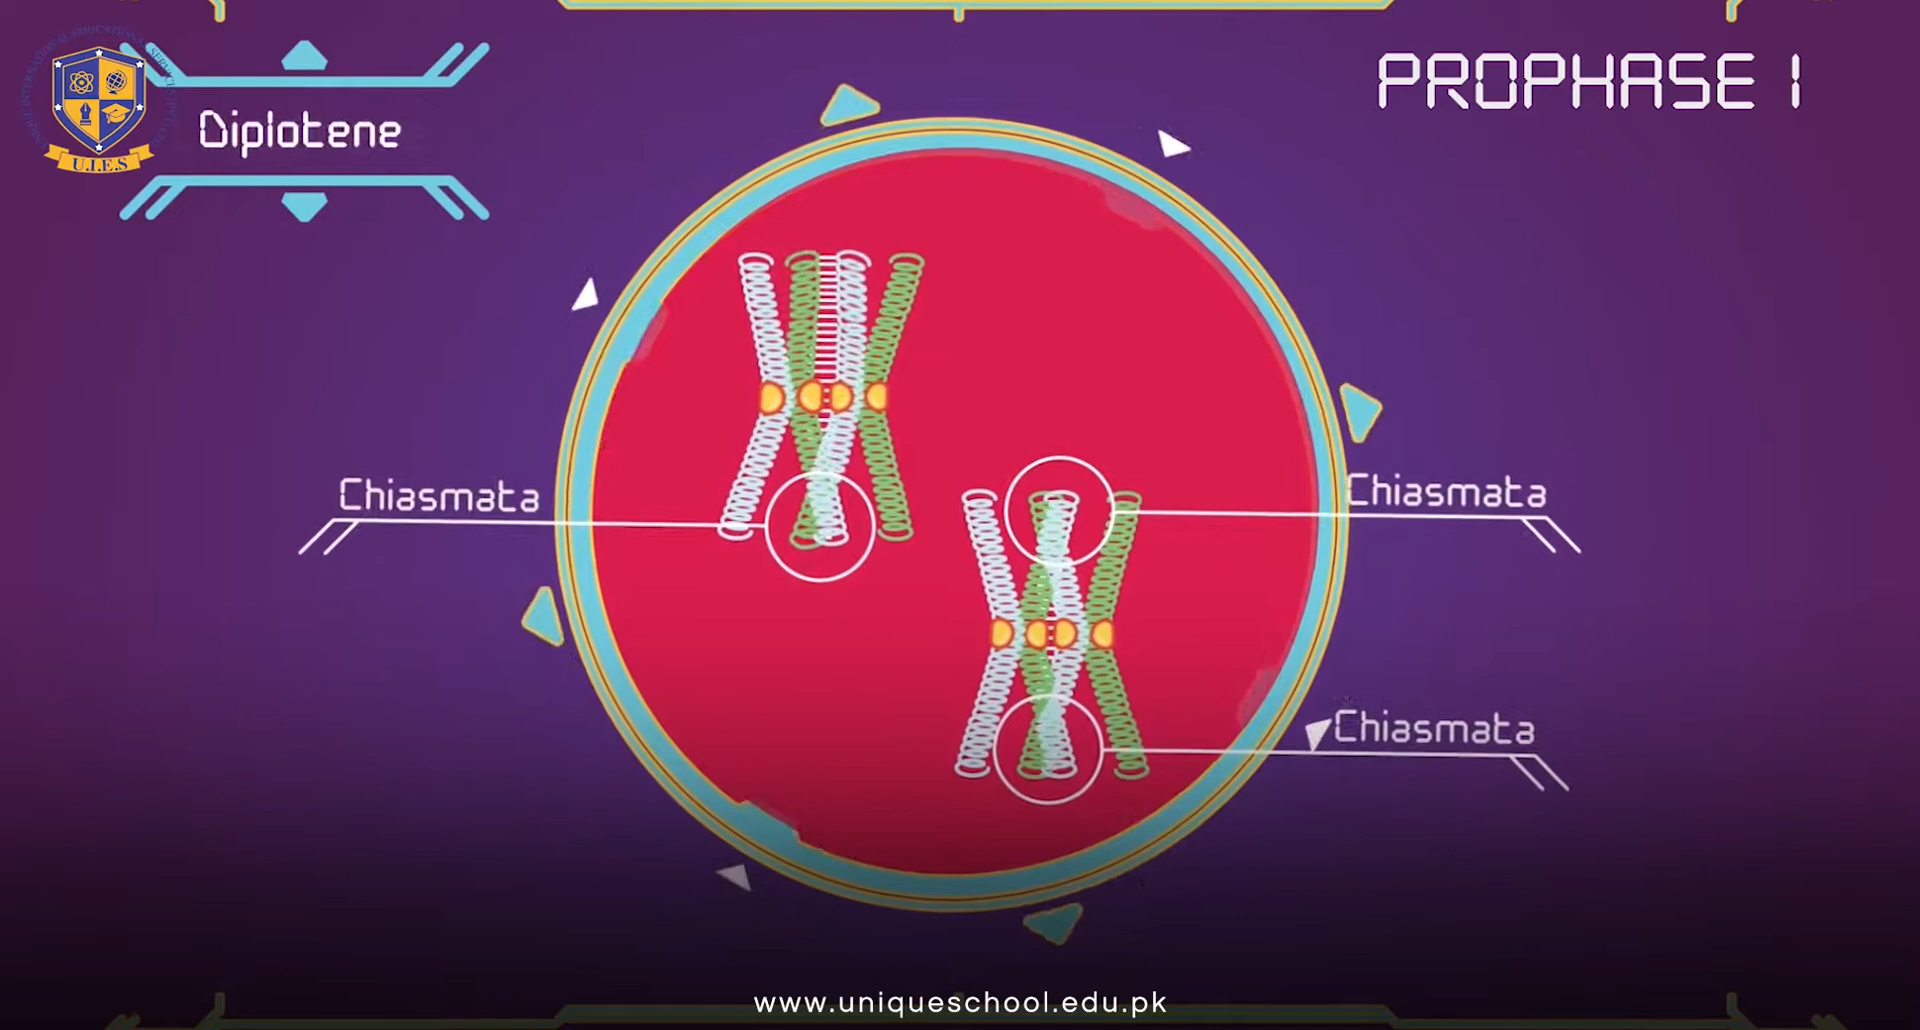 PROPHASE I
Diplotene
U.I.E.S
Chiasmata
Chiasmata
Chiasmata
www.uniqueschool.edu.pk